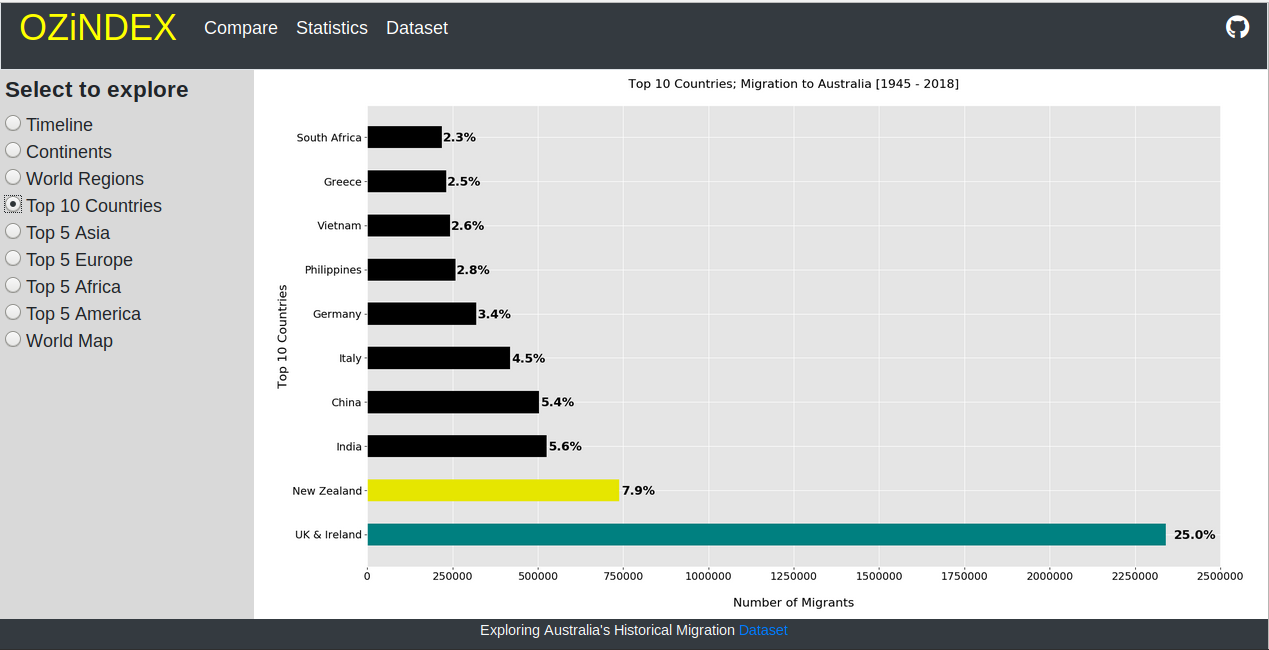 OZiNDEX Compare Statistics Dataset
Select to explore
Timeline
Continents
World Regions
Top 10 Countries
Top 5 Asia
Top 5 Europe
Top 5 Africa
Top 5 America
World Map
Top 10 Countries; Migration to Australia [1945 - 2018]
Top 10 Countries
South Africa 2.3%
Greece 2.5%
Vietnam 2.6%
Philippines 2.8%
Germany 3.4%
Italy 4.5%
China 5.4%
India 5.6%
New Zealand 7.9%
UK & Ireland 25.0%
0 250000 500000 750000 1000000 1250000 1500000 1750000 2000000 2250000 2500000
Number of Migrants
Exploring Australia's Historical Migration Dataset